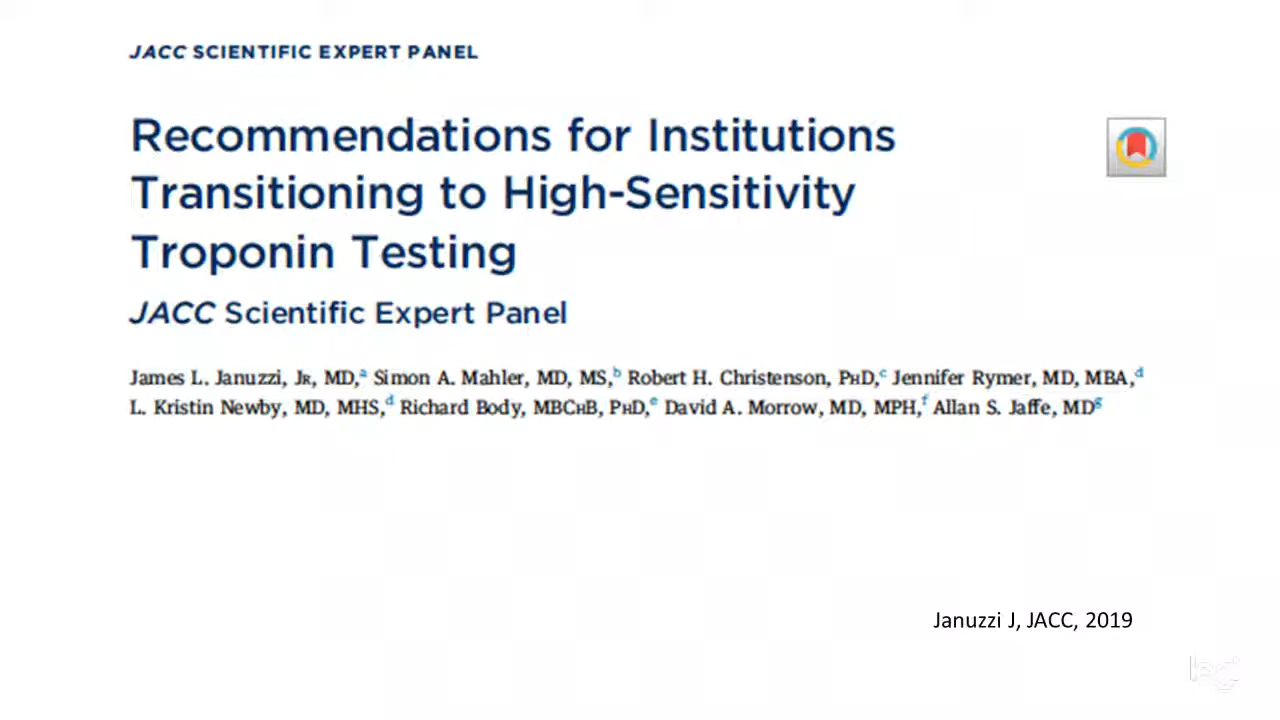 JACC SCIENTIFIC EXPERT PANEL
Recommendations for Institutions
Transitioning to High-Sensitivity
Troponin Testing
JACC Scientific Expert Panel
James L. Januzzi, JR, MD,a Simon A. Mahler, MD, MS,b Robert H. Christenson, PHD,c Jennifer Rymer, MD, MBA,d
L. Kristin Newby, MD, MHS,d Richard Body, MBCHB, PHD,e David A. Morrow, MD, MPH,f Allan S. Jaffe, MDg
Januzzi J, JACC, 2019